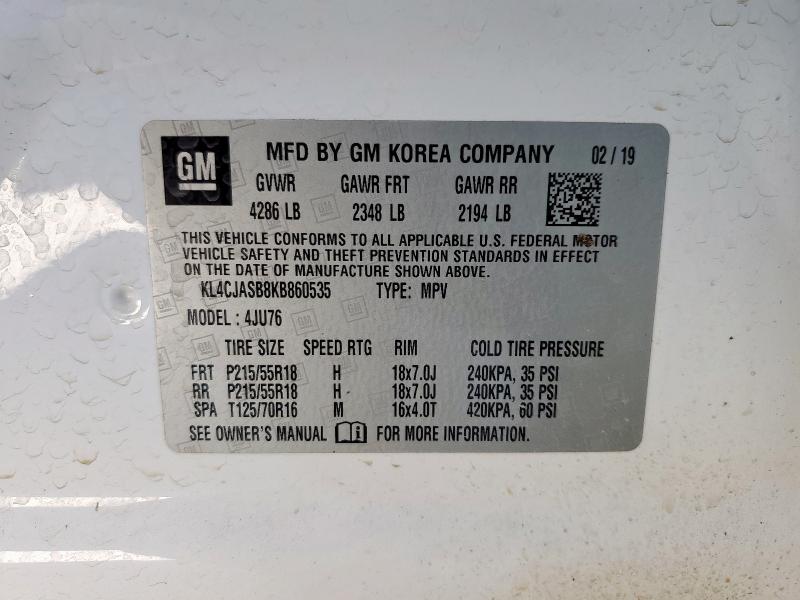 GM MFD BY GM KOREA COMPANY 02 / 19
GVWR GAWR FRT GAWR RR
4286 LB 2348 LB 2194 LB
THIS VEHICLE CONFORMS TO ALL APPLICABLE U.S. FEDERAL MOTOR
VEHICLE SAFETY AND THEFT PREVENTION STANDARDS IN EFFECT
ON THE DATE OF MANUFACTURE SHOWN ABOVE.
KL4CJASB8KB860535 TYPE: MPV
MODEL : 4JU76
TIRE SIZE SPEED RTG RIM COLD TIRE PRESSURE
FRT P215/55R18 H 18x7.0J 240KPA, 35 PSI
RR P215/55R18 H 18x7.0J 240KPA, 35 PSI
SPA T125/70R16 M 16x4.0T 420KPA, 60 PSI
SEE OWNER'S MANUAL FOR MORE INFORMATION.